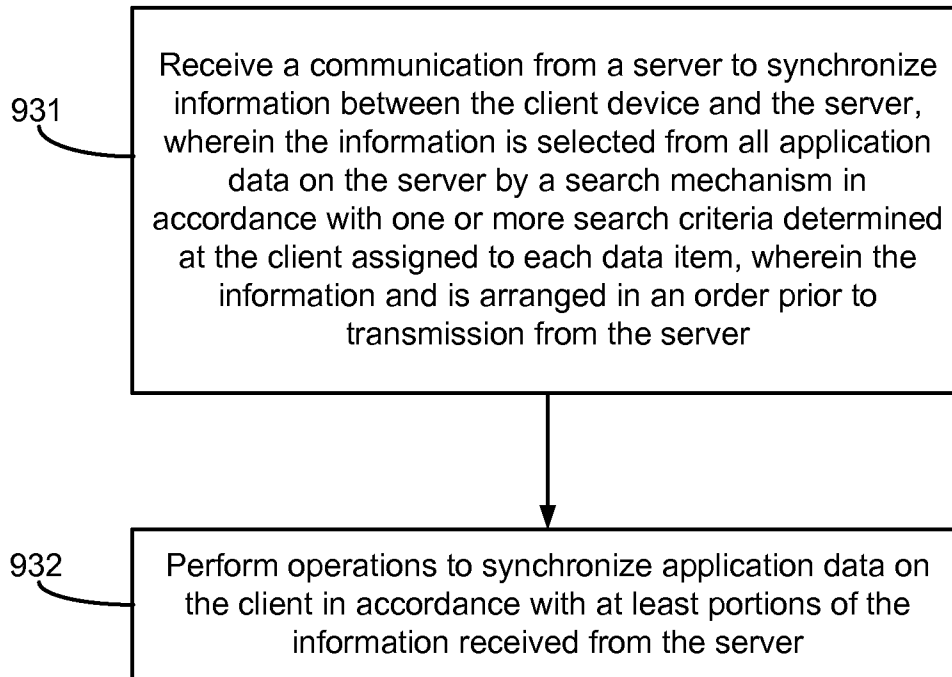 931
Receive a communication from a server to synchronize
information between the client device and the server,
wherein the information is selected from all application
data on the server by a search mechanism in
accordance with one or more search criteria determined
at the client assigned to each data item, wherein the
information and is arranged in an order prior to
transmission from the server
932
Perform operations to synchronize application data on
the client in accordance with at least portions of the
information received from the server